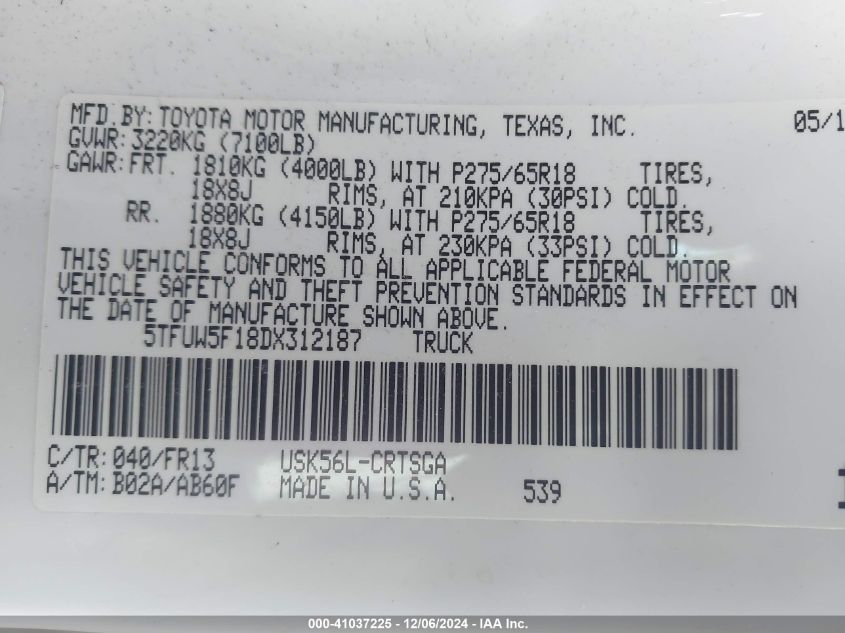 MFD.BY: TOYOTA MOTOR MANUFACTURING, TEXAS, INC. 05/1
GVWR: 3220KG (7100LB)
GAWR: FRT. 1810KG (4000LB) WITH P275/65R18 TIRES,
18X8J RIMS, AT 210KPA (30PSI) COLD.
RR. 1880KG (4150LB) WITH P275/65R18 TIRES,
18X8J RIMS, AT 230KPA (33PSI) COLD.
THIS VEHICLE CONFORMS TO ALL APPLICABLE FEDERAL MOTOR
VEHICLE SAFETY AND THEFT PREVENTION STANDARDS IN EFFECT ON
THE DATE OF MANUFACTURE SHOWN ABOVE.
5TFUW5F18DX312187 TRUCK
C/TR: 040/FR13 USK56L-CRTSGA
A/TM: B02A/AB60F MADE IN U.S.A. 539
000-41037225 - 12/06/2024 - IAA Inc.